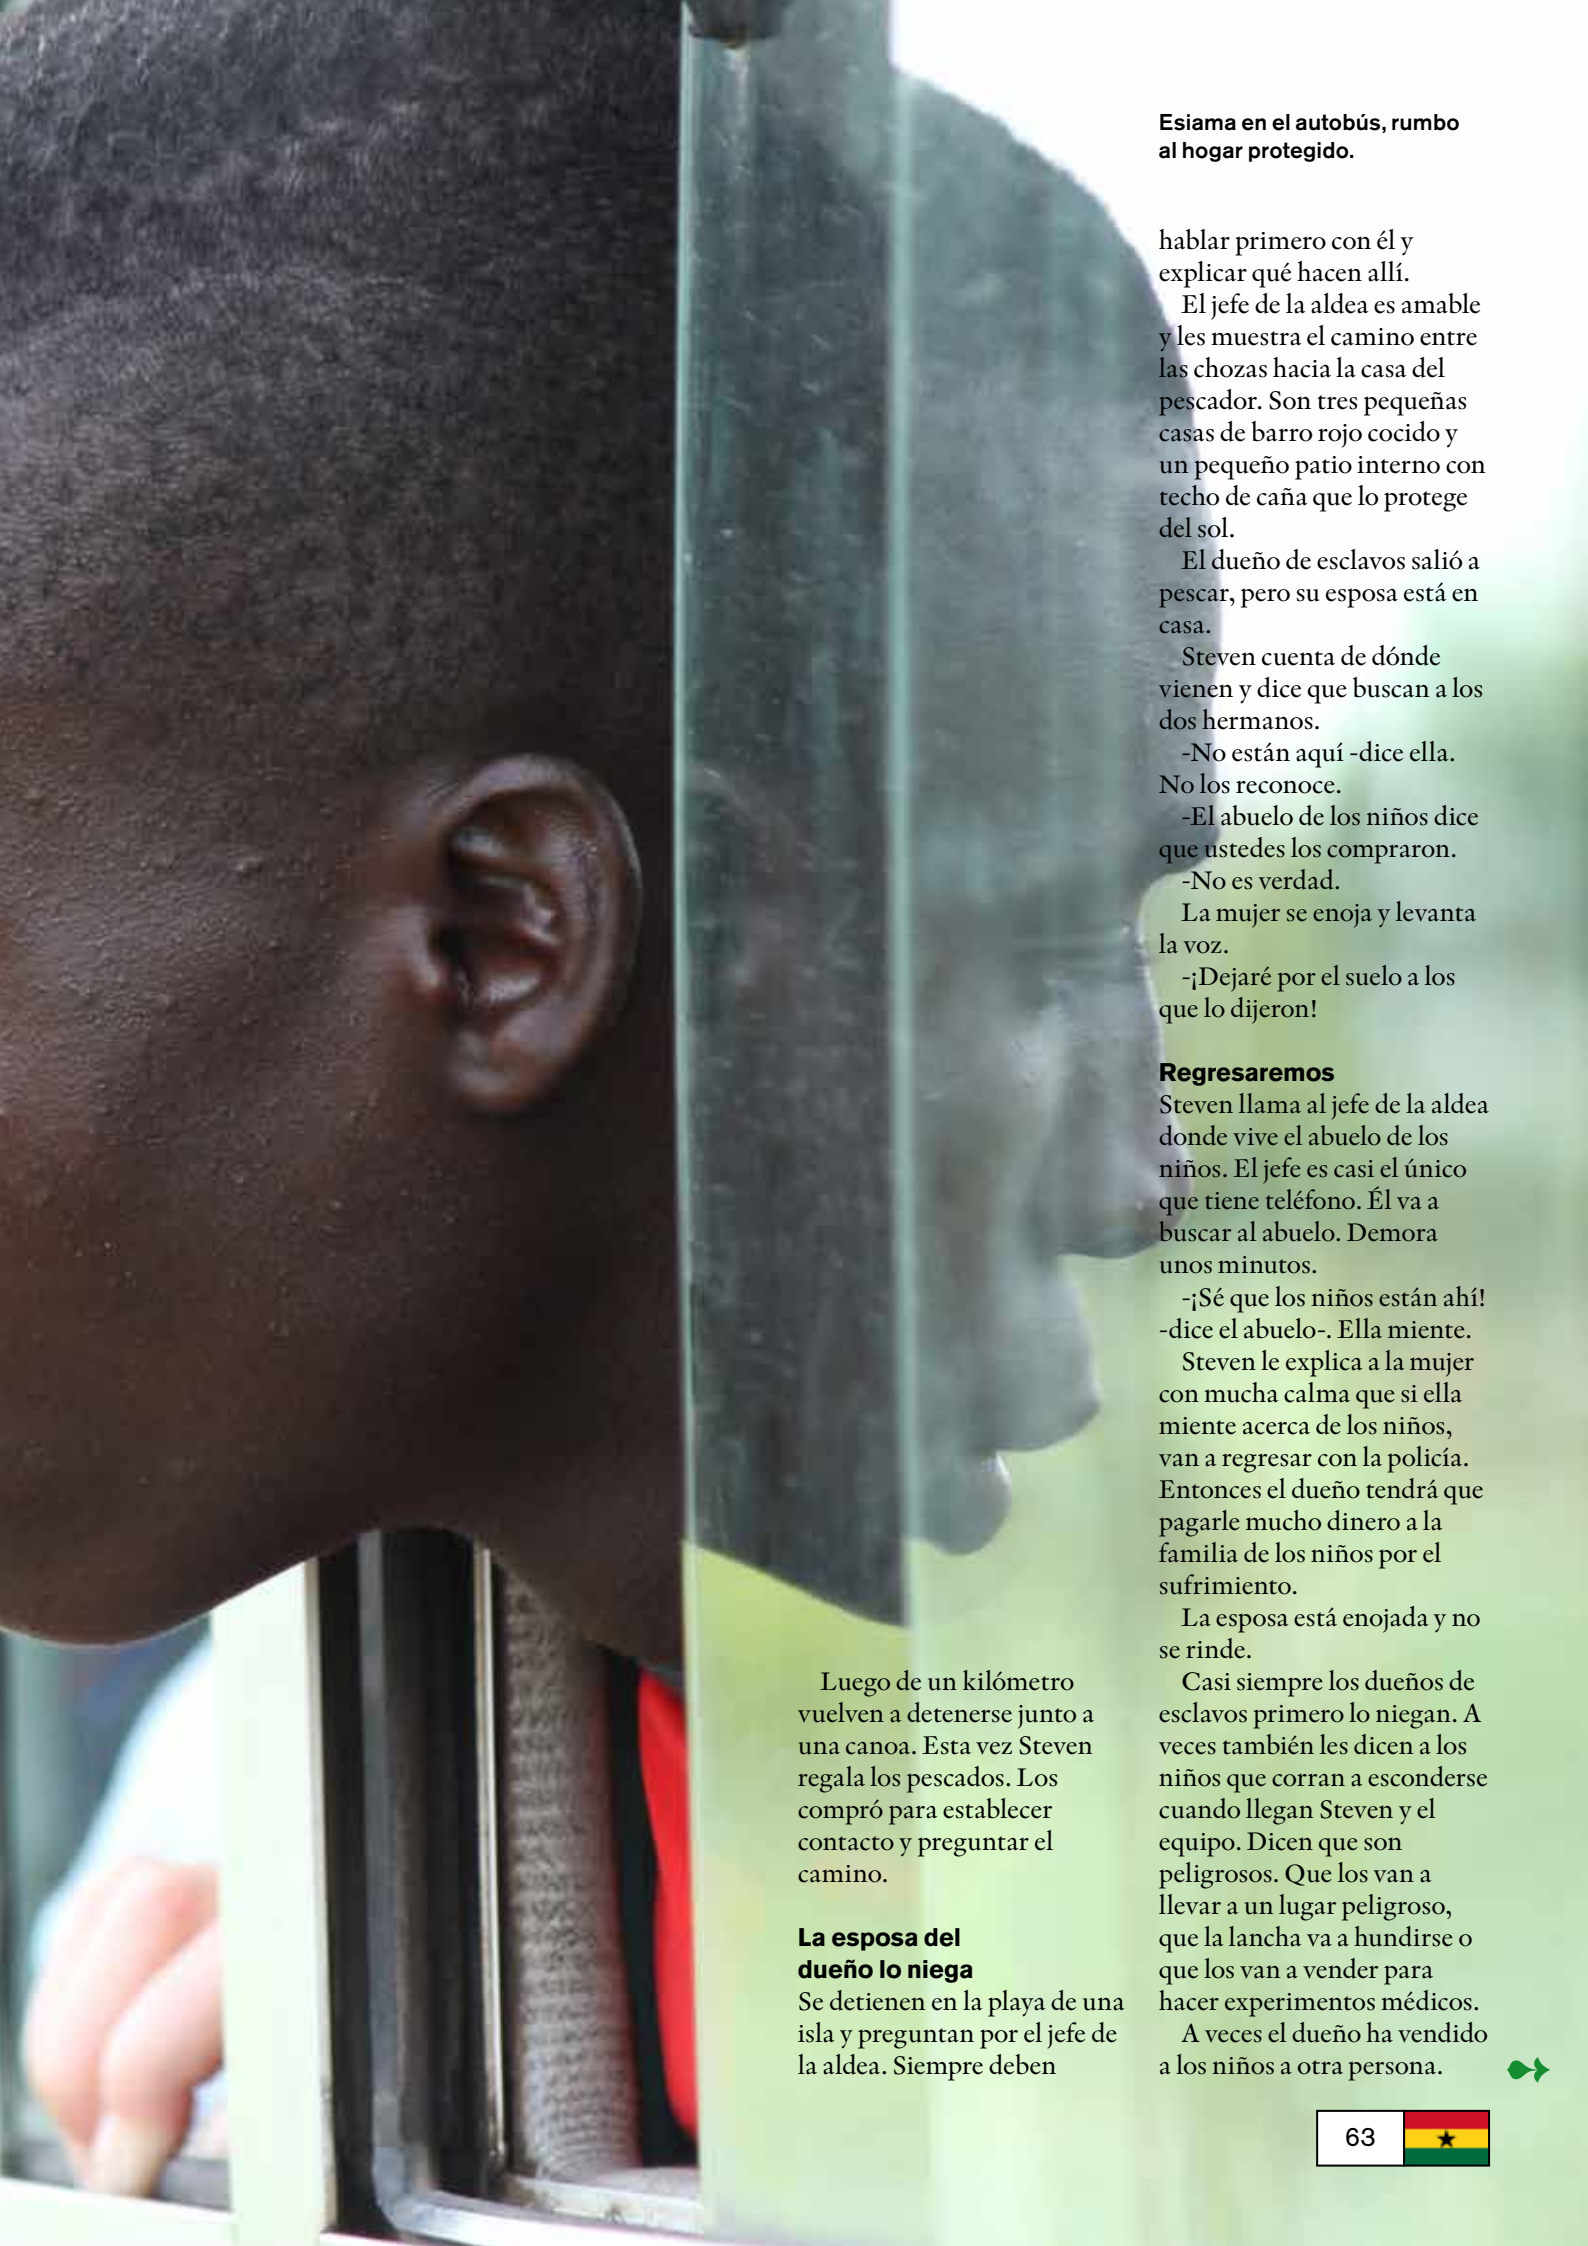 Esiama en el autobús, rumbo
al hogar protegido.
Luego de un kilómetro
vuelven a detenerse junto a
una canoa. Esta vez Steven
regala los pescados. Los
compró para establecer
contacto y preguntar el
camino.
La esposa del
dueño lo niega
Se detienen en la playa de una
isla y preguntan por el jefe de
la aldea. Siempre deben
hablar primero con él y
explicar qué hacen allí.
El jefe de la aldea es amable
y les muestra el camino entre
las chozas hacia la casa del
pescador. Son tres pequeñas
casas de barro rojo cocido y
un pequeño patio interno con
techo de caña que lo protege
del sol.
El dueño de esclavos salió a
pescar, pero su esposa está en
casa.
Steven cuenta de dónde
vienen y dice que buscan a los
dos hermanos.
-No están aquí -dice ella.
No los reconoce.
-El abuelo de los niños dice
que ustedes los compraron.
-No es verdad.
La mujer se enoja y levanta
la voz.
-¡Dejaré por el suelo a los
que lo dijeron!
Regresaremos
Steven llama al jefe de la aldea
donde vive el abuelo de los
niños. El jefe es casi el único
que tiene teléfono. Él va a
buscar al abuelo. Demora
unos minutos.
-¡Sé que los niños están ahí!
-dice el abuelo-. Ella miente.
Steven le explica a la mujer
con mucha calma que si ella
miente acerca de los niños,
van a regresar con la policía.
Entonces el dueño tendrá que
pagarle mucho dinero a la
familia de los niños por el
sufrimiento.
La esposa está enojada y no
se rinde.
Casi siempre los dueños de
esclavos primero lo niegan. A
veces también les dicen a los
niños que corran a esconderse
cuando llegan Steven y el
equipo. Dicen que son
peligrosos. Que los van a
llevar a un lugar peligroso,
que la lancha va a hundirse o
que los van a vender para
hacer experimentos médicos.
A veces el dueño ha vendido
a los niños a otra persona.
63